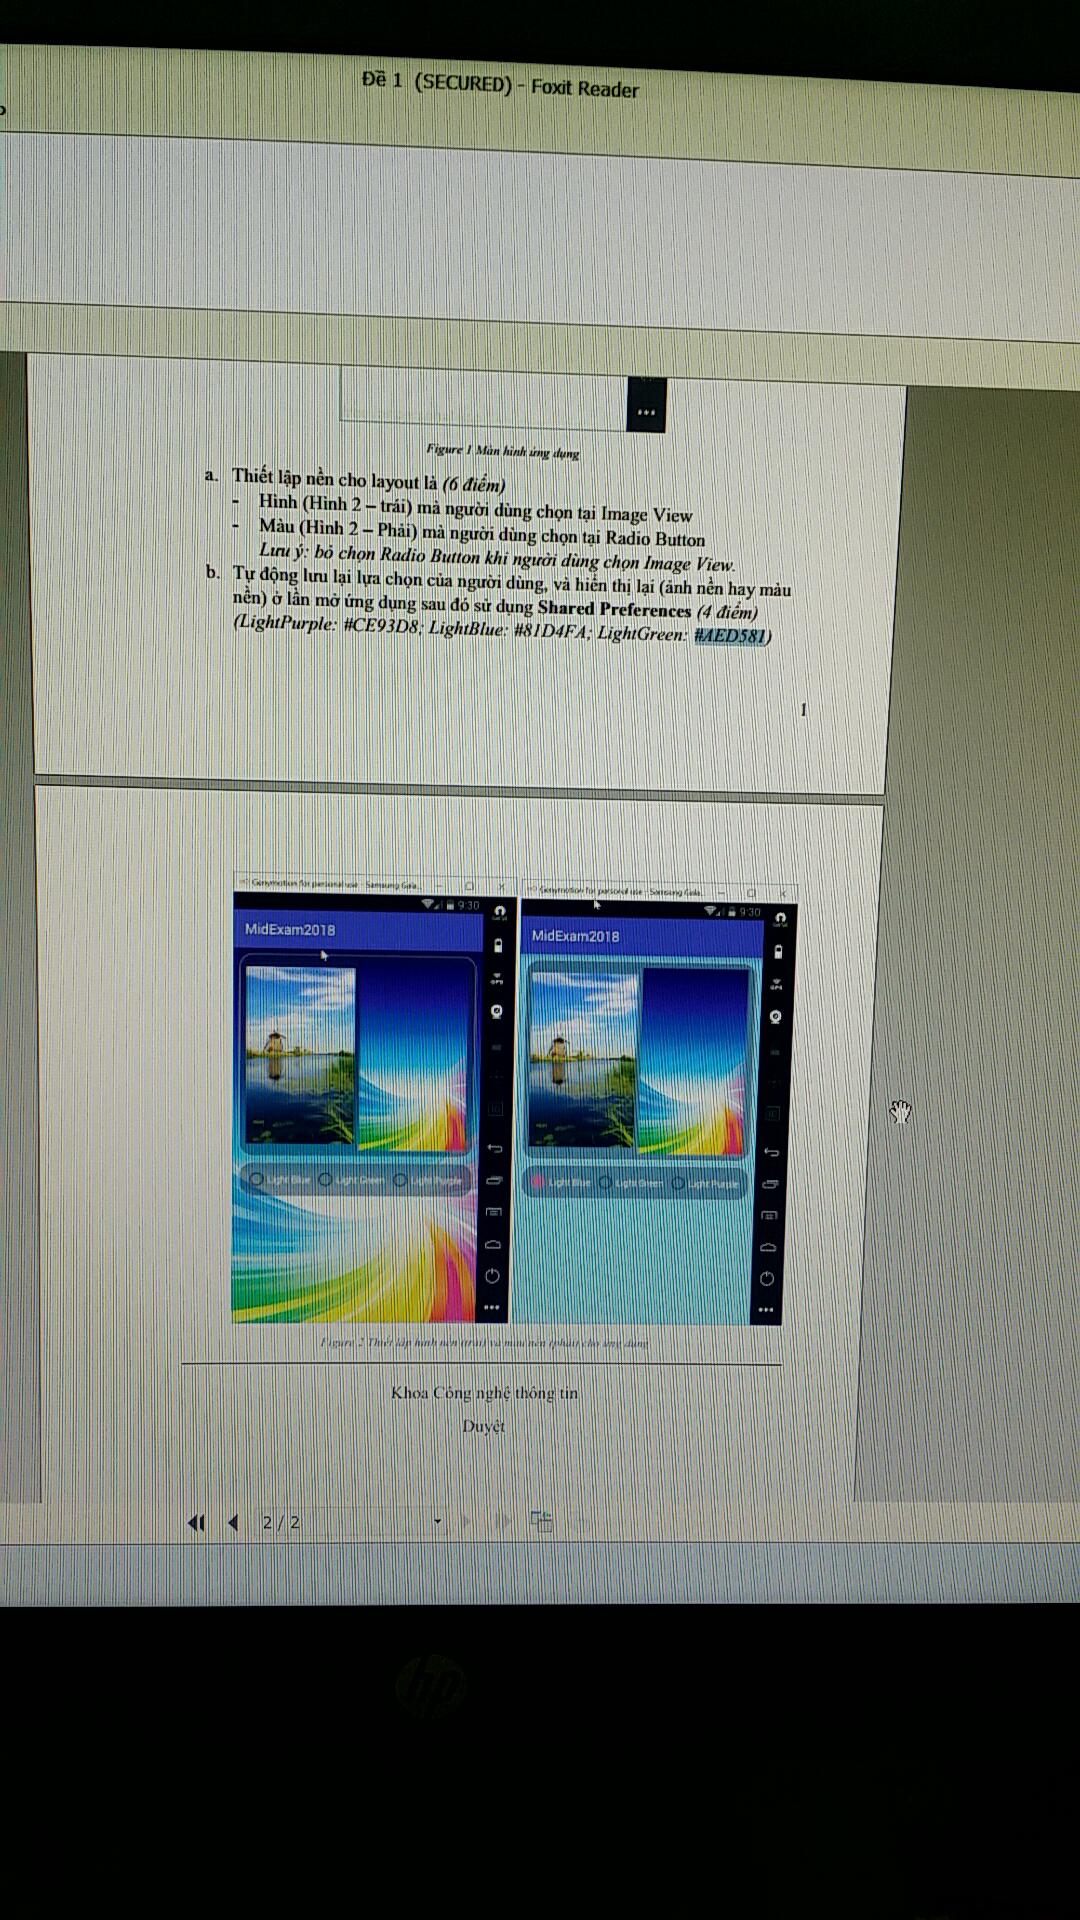 Đề 1 (SECURED) - Foxit Reader
Figure 1 Màn hình ứng dụng
a. Thiết lập nền cho layout là (6 điểm)
- Hình (Hình 2 – trái) mà người dùng chọn tại Image View
- Màu (Hình 2 – Phải) mà người dùng chọn tại Radio Button
Lưu ý: bỏ chọn Radio Button khi người dùng chọn Image View.
b. Tự động lưu lại lựa chọn của người dùng, và hiển thị lại (ảnh nền hay màu
nền) ở lần mở ứng dụng sau đó sử dụng Shared Preferences (4 điểm)
(LightPurple: #CE93D8; LightBlue: #81D4FA; LightGreen: #AED581)
1
Genymotion for personal use - Samsung Gala...
9:30
MidExam2018
Light Blue Light Green Light Purple
Genymotion for personal use - Samsung Gala...
9:30
MidExam2018
Light Blue Light Green Light Purple
Figure 2 Thiết lập hình nền (trái) và màu nền (phải) cho ứng dụng
Khoa Công nghệ thông tin
Duyệt
2 / 2
hp